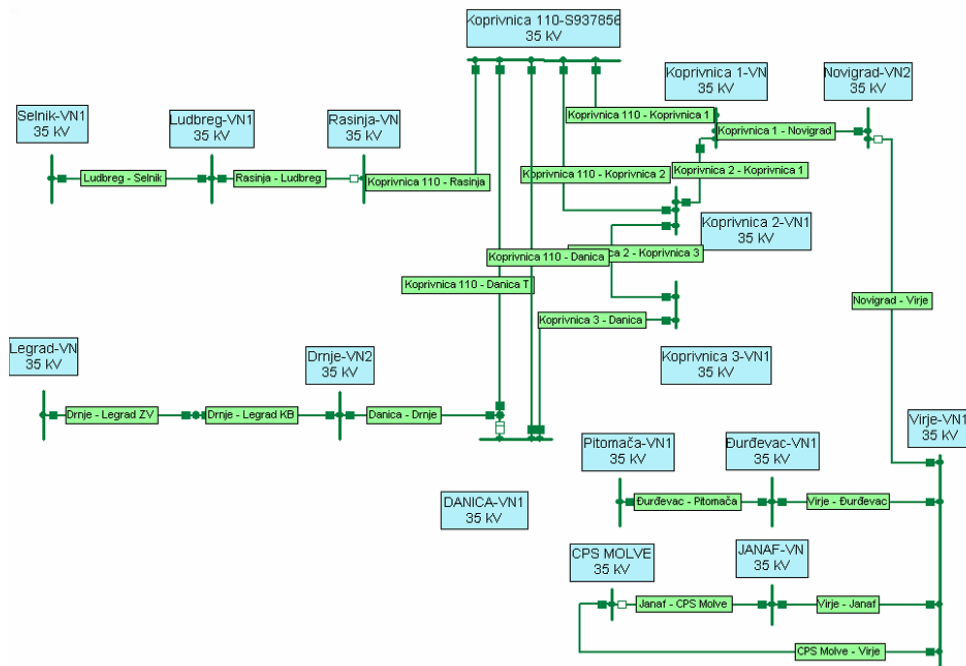 Koprivnica 110-S937856
35 kV
Koprivnica 1-VN
35 kV
Novigrad-VN2
35 kV
Selnik-VN1
35 kV
Ludbreg-VN1
35 kV
Rasinja-VN
35 kV
Koprivnica 110 - Koprivnica 1
Koprivnica 1 - Novigrad
Ludbreg - Selnik
Rasinja - Ludbreg
Koprivnica 110 - Rasinja
Koprivnica 110 - Koprivnica 2
Koprivnica 2 - Koprivnica 1
Koprivnica 2-VN1
35 kV
Koprivnica 110 - Danica
ca 2 - Koprivnica 3
Koprivnica 110 - Danica T
Novigrad - Virje
Koprivnica 3 - Danica
Legrad-VN
35 kV
Drnje-VN2
35 kV
Koprivnica 3-VN1
35 kV
Drnje - Legrad ZV
Drnje - Legrad KB
Danica - Drnje
Virje-VN1
35 kV
Pitomača-VN1
35 kV
Đurđevac-VN1
35 kV
DANICA-VN1
35 kV
Đurđevac - Pitomača
Virje - Đurđevac
CPS MOLVE
35 kV
JANAF-VN
35 kV
Janaf - CPS Molve
Virje - Janaf
CPS Molve - Virje